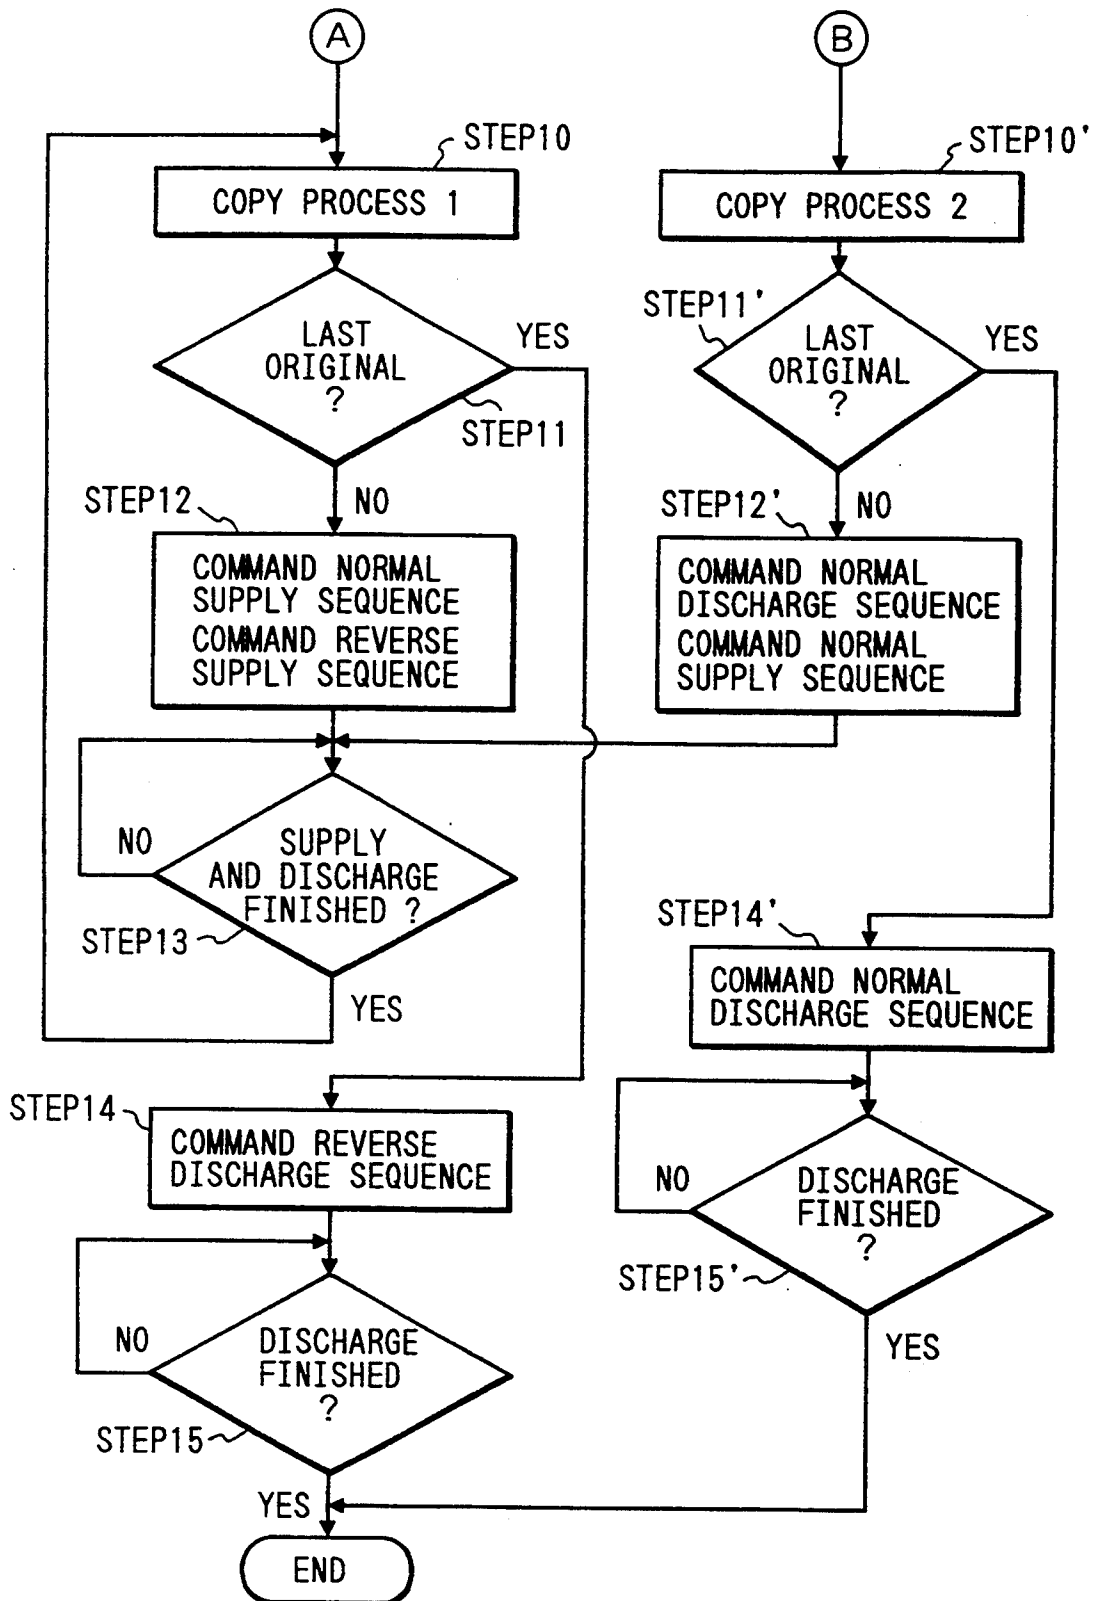 A
STEP10
COPY PROCESS 1
LAST
ORIGINAL
?
YES
STEP11
NO
STEP12
COMMAND NORMAL
SUPPLY SEQUENCE
COMMAND REVERSE
SUPPLY SEQUENCE
NO
SUPPLY
AND DISCHARGE
FINISHED ?
STEP13
YES
STEP14
COMMAND REVERSE
DISCHARGE SEQUENCE
NO
DISCHARGE
FINISHED
?
STEP15
YES
END
B
STEP10'
COPY PROCESS 2
STEP11'
LAST
ORIGINAL
?
YES
NO
STEP12'
COMMAND NORMAL
DISCHARGE SEQUENCE
COMMAND NORMAL
SUPPLY SEQUENCE
STEP14'
COMMAND NORMAL
DISCHARGE SEQUENCE
NO
DISCHARGE
FINISHED
?
STEP15'
YES